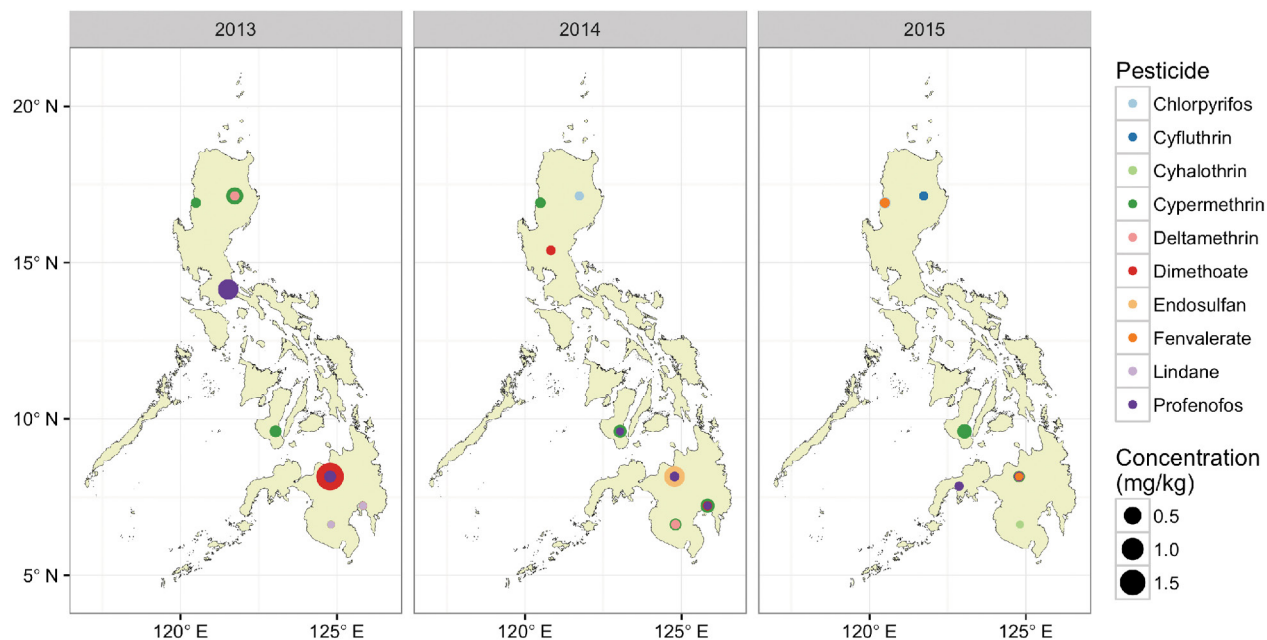 2013
2014
2015
20° N
15° N
10° N
5° N
120° E
125° E
120° E
125° E
120° E
125° E
Pesticide
Chlorpyrifos
Cyfluthrin
Cyhalothrin
Cypermethrin
Deltamethrin
Dimethoate
Endosulfan
Fenvalerate
Lindane
Profenofos
Concentration
(mg/kg)
0.5
1.0
1.5